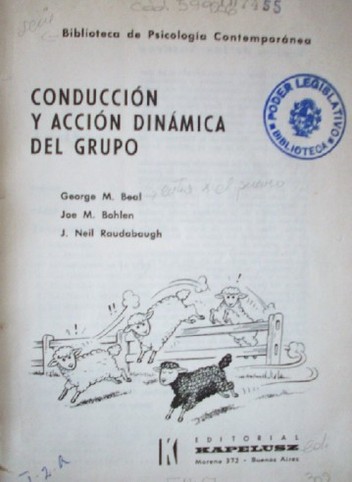 Biblioteca de Psicología Contemporánea
CONDUCCIÓN
Y ACCIÓN DINÁMICA
DEL GRUPO
PODER LEGISLATIVO
BIBLIOTECA
George M. Beal
Joe M. Bohlen
J. Neil Raudabaugh
EDITORIAL
KAPELUSZ
Moreno 372 - Buenos Aires